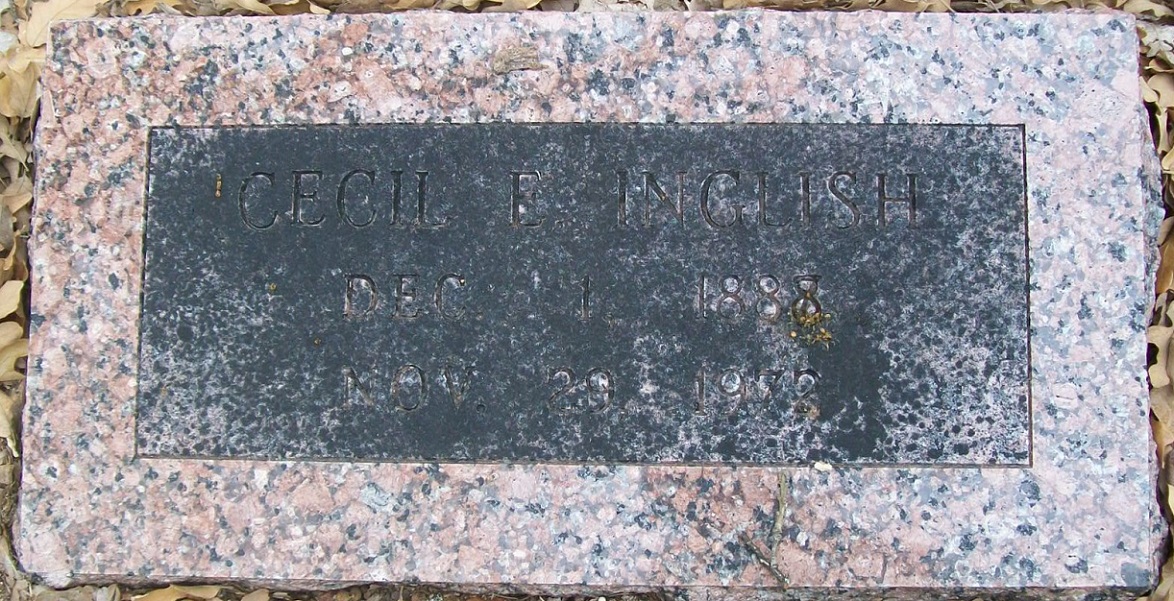 CECIL E. INGLISH
DEC. 1, 1888
NOV. 29, 1972